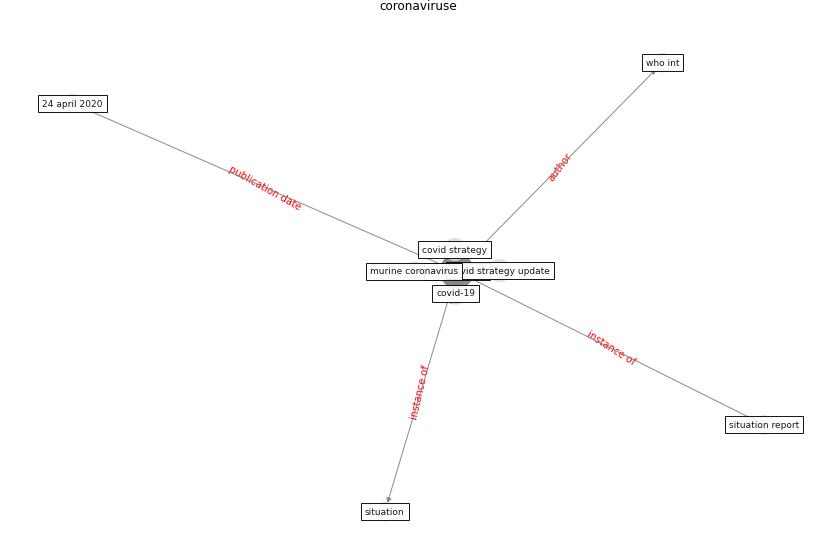 coronaviruse
who int
24 april 2020
author
publication date
covid strategy
murine coronavirus
vid strategy update
covid-19
instance of
instance of
situation report
situation